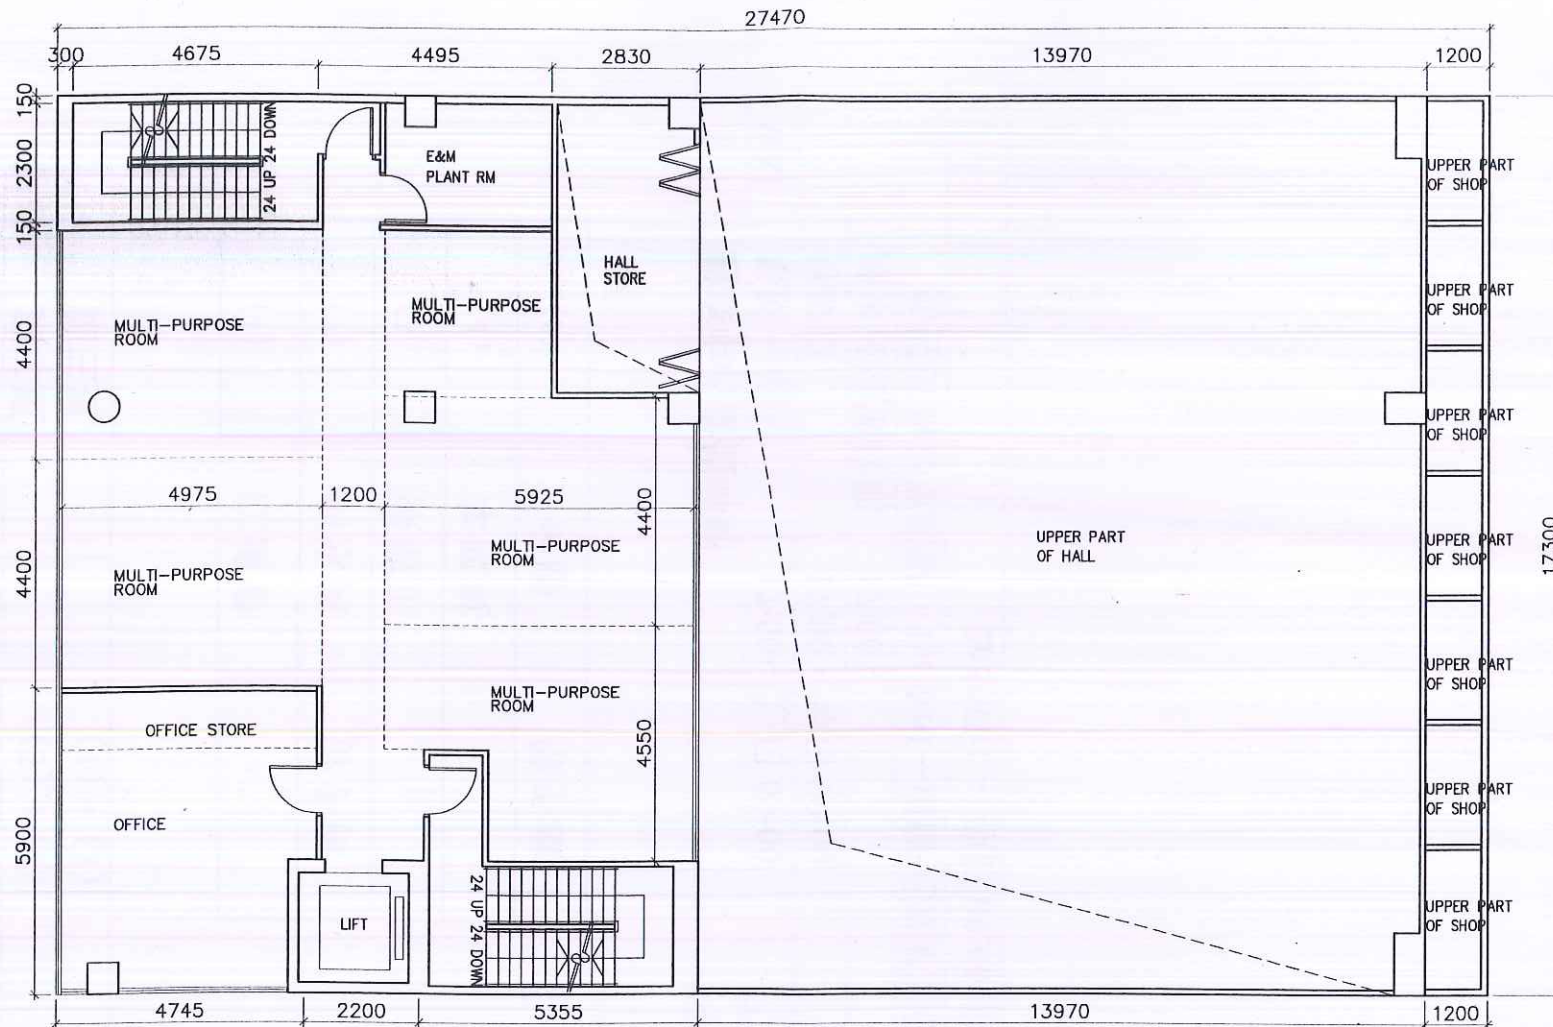 27470
300 4675 4495 2830 13970 1200
150
2300
150
4400
4400
5900
24 UP 24 DOWN
E&M
PLANT RM
HALL
STORE
MULTI-PURPOSE
ROOM
MULTI-PURPOSE
ROOM
4975 1200 5925
4400
4550
MULTI-PURPOSE
ROOM
MULTI-PURPOSE
ROOM
MULTI-PURPOSE
ROOM
OFFICE STORE
OFFICE
LIFT
24 UP 24 DOWN
UPPER PART
OF HALL
UPPER PART
OF SHOP
UPPER PART
OF SHOP
UPPER PART
OF SHOP
UPPER PART
OF SHOP
UPPER PART
OF SHOP
UPPER PART
OF SHOP
UPPER PART
OF SHOP
17300
4745 2200 5355 13970 1200